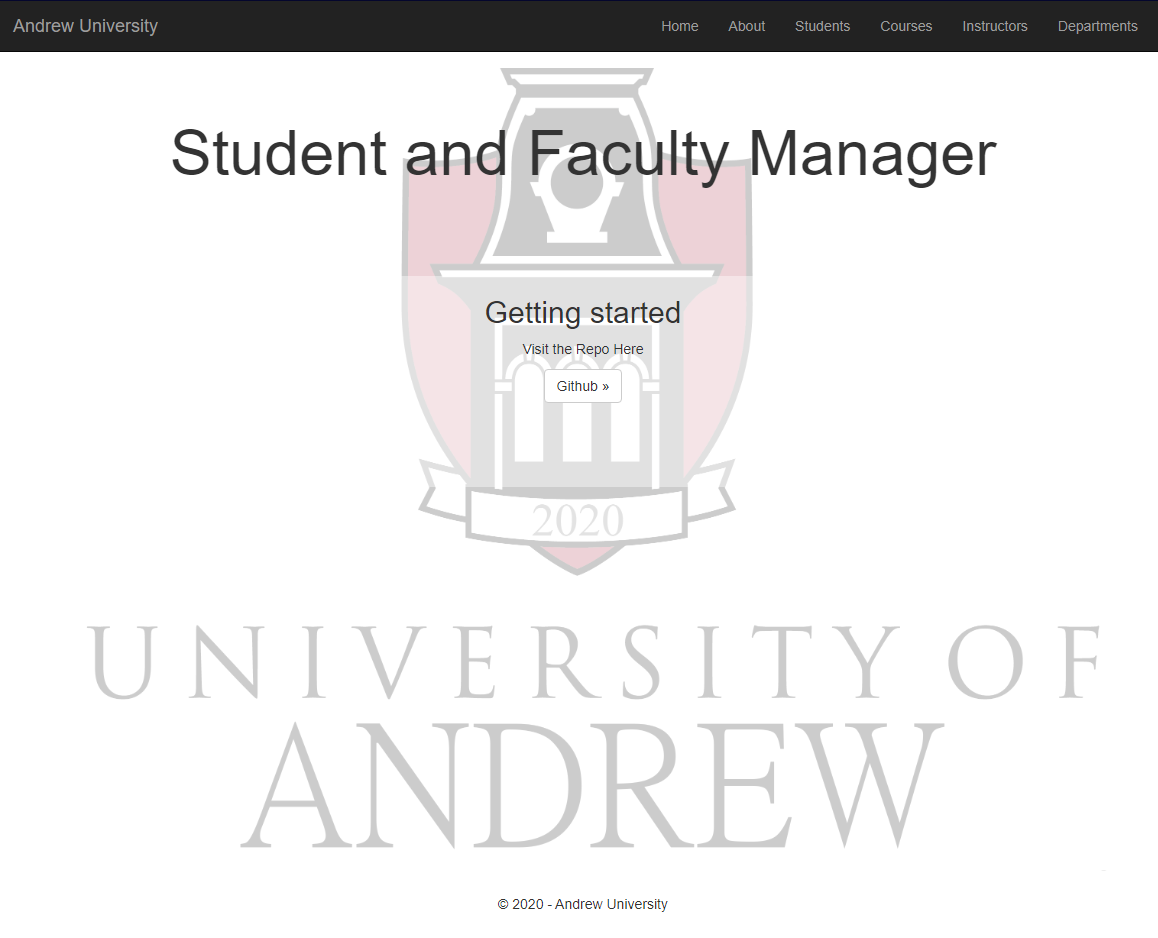 Andrew University Home About Students Courses Instructors Departments
Student and Faculty Manager
Getting started
Visit the Repo Here
Github »
2020
UNIVERSITY OF
ANDREW
© 2020 - Andrew University